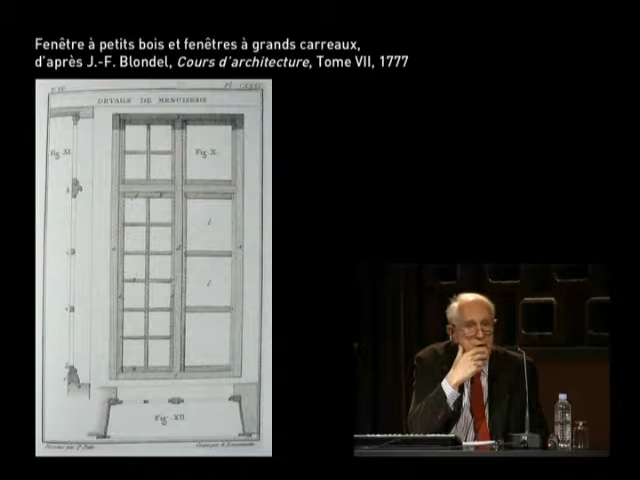 Fenêtre à petits bois et fenêtres à grands carreaux,
d'après J.-F. Blondel, Cours d'architecture, Tome VII, 1777
DETAILS DE MENUISERIE
Fig. XI.
Fig. X.
Fig. XII.